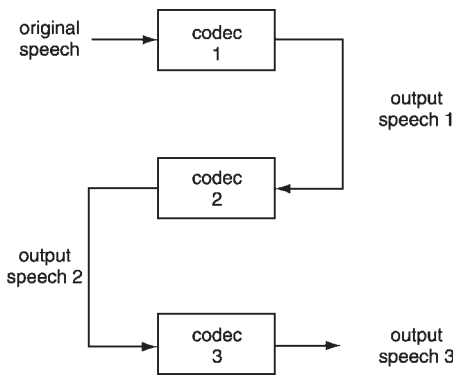 original
speech
codec
1
output
speech 1
codec
2
output
speech 2
codec
3
output
speech 3